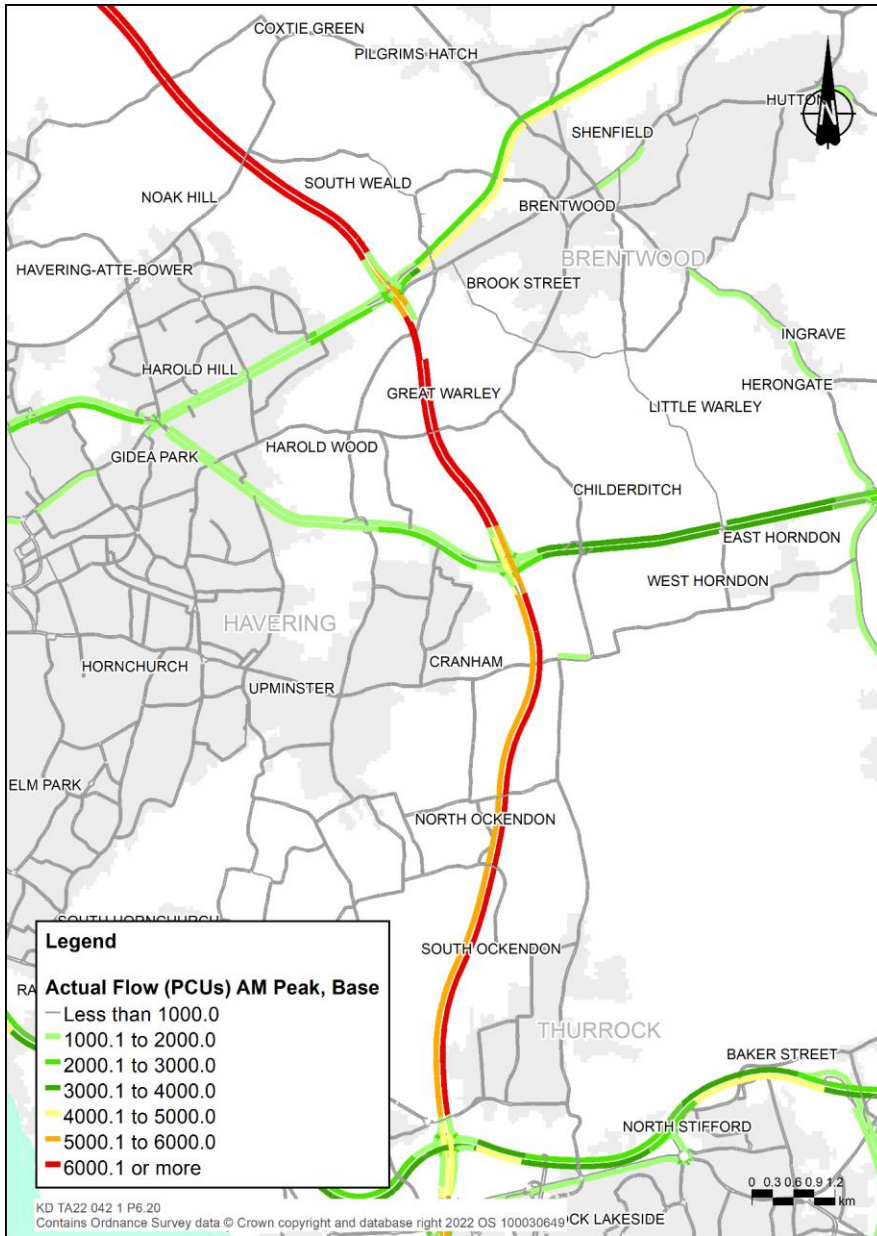 COXTIE GREEN
PILGRIMS HATCH
HUTTON
N
SHENFIELD
SOUTH WEALD
NOAK HILL
BRENTWOOD
BRENTWOOD
HAVERING-ATTE-BOWER
BROOK STREET
INGRAVE
HAROLD HILL
HERONGATE
GREAT WARLEY
LITTLE WARLEY
HAROLD WOOD
GIDEA PARK
CHILDERDITCH
EAST HORNDON
WEST HORNDON
HAVERING
CRANHAM
HORNCHURCH
UPMINSTER
ELM PARK
NORTH OCKENDON
SOUTH HORNCHURCH
SOUTH OCKENDON
RA
THURROCK
BAKER STREET
NORTH STIFFORD
Legend
Actual Flow (PCUs) AM Peak, Base
Less than 1000.0
1000.1 to 2000.0
2000.1 to 3000.0
3000.1 to 4000.0
4000.1 to 5000.0
5000.1 to 6000.0
6000.1 or more
0 0.3 0.6 0.9 1.2
km
KD TA22 042 1 P6.20
Contains Ordnance Survey data © Crown copyright and database right 2022 OS 100030649
CK LAKESIDE